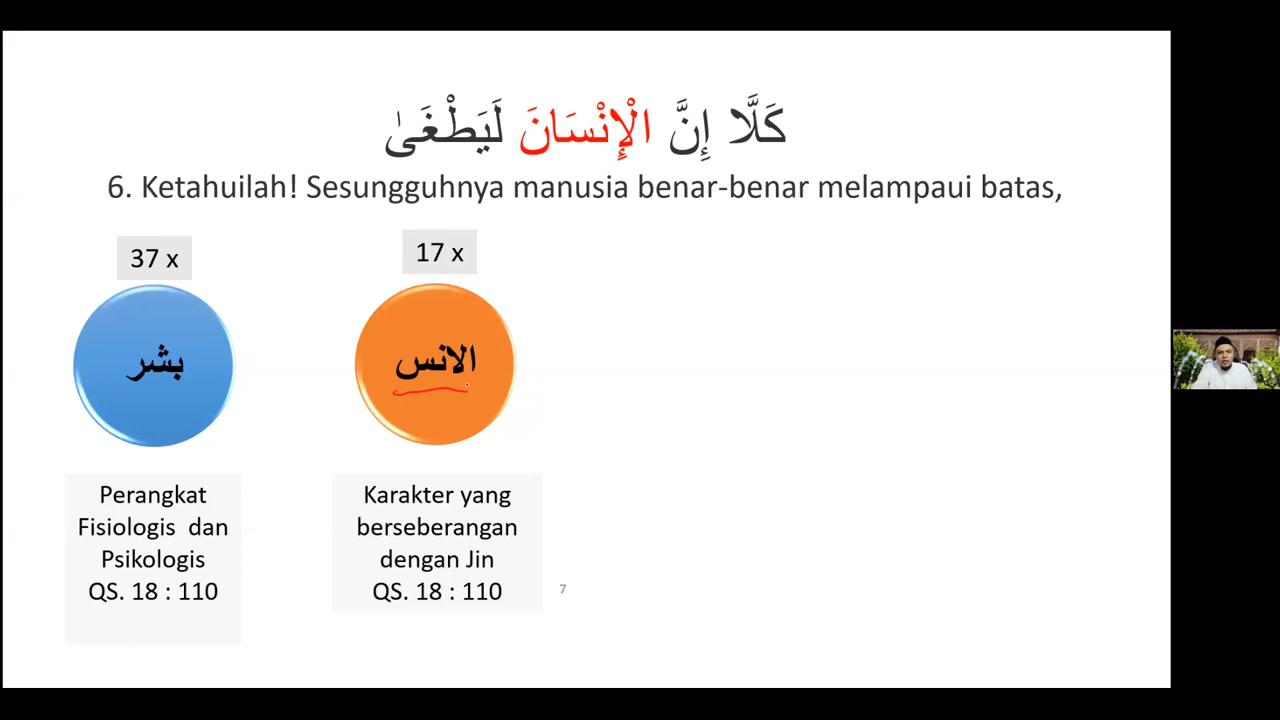 كَلَّا إِنَّ الْإِنْسَانَ لَيَطْغَىٰ
6. Ketahuilah! Sesungguhnya manusia benar-benar melampaui batas,
37 x
بشر
Perangkat
Fisiologis dan
Psikologis
QS. 18 : 110
17 x
الانس
Karakter yang
berseberangan
dengan Jin
QS. 18 : 110
7